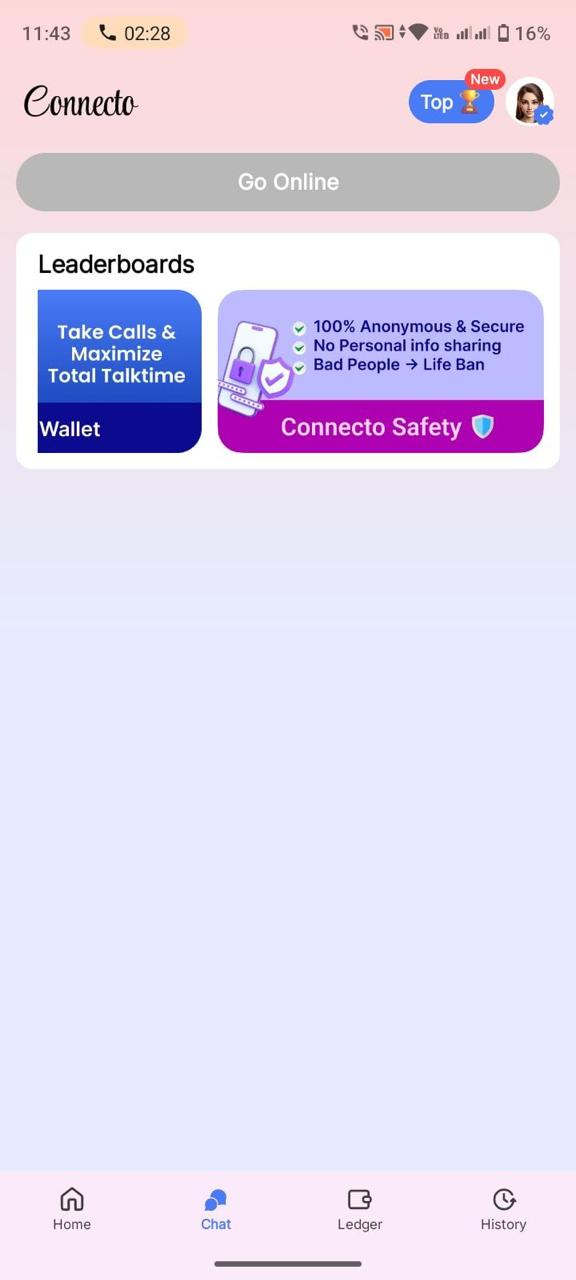 11:43 02:28 16%
Connecto
New
Top
Go Online
Leaderboards
Take Calls &
Maximize
Total Talktime
Wallet
100% Anonymous & Secure
No Personal info sharing
Bad People → Life Ban
Connecto Safety
Home Chat Ledger History